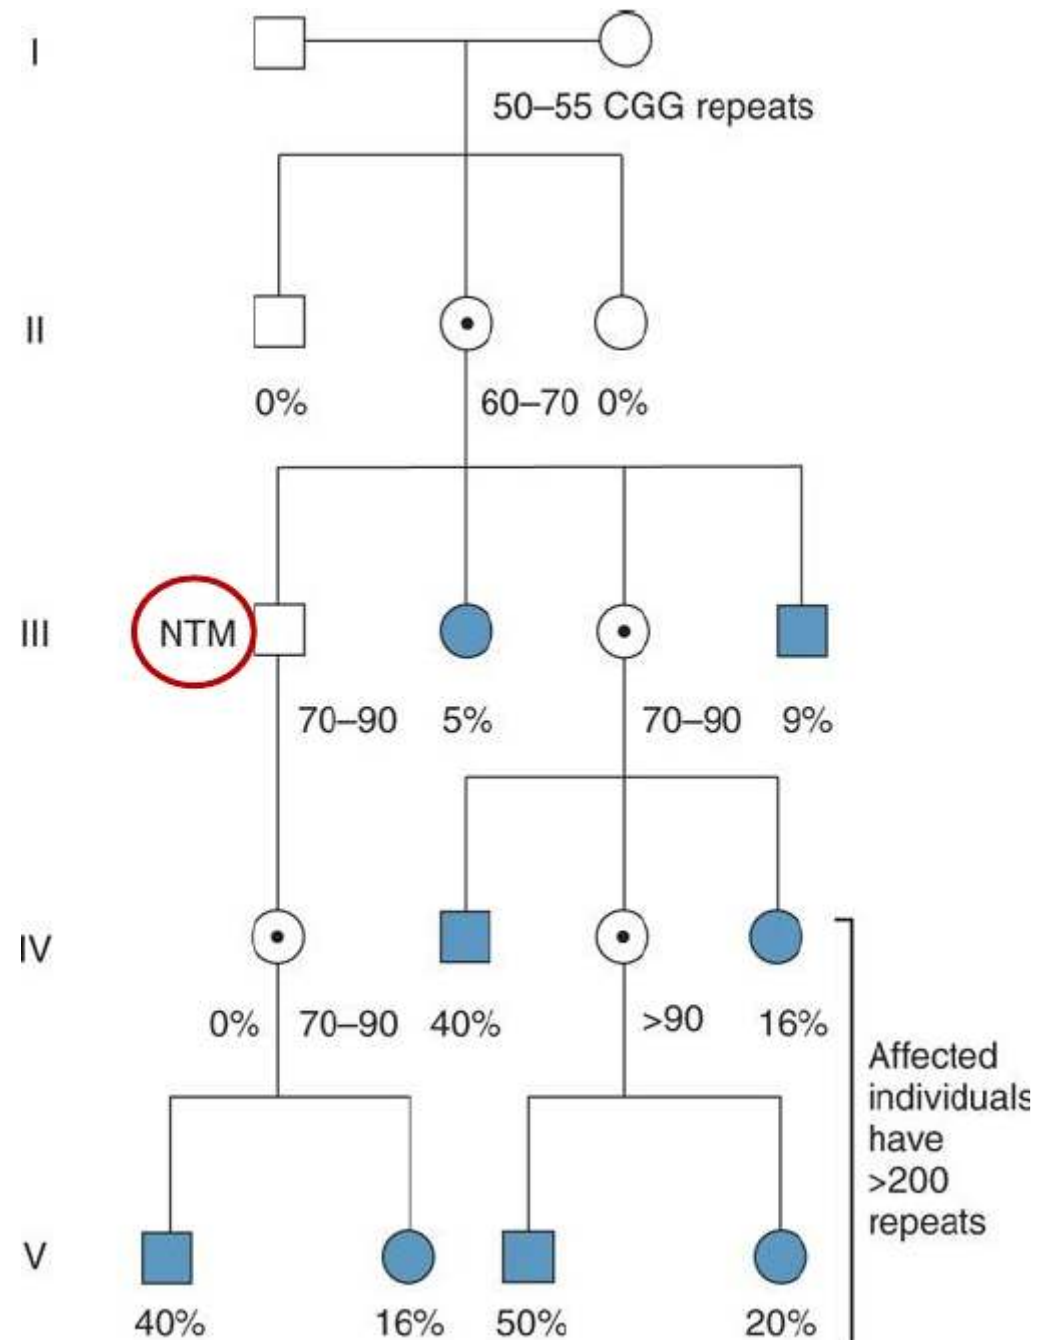 I
50–55 CGG repeats
II
0%
60–70
0%
III
NTM
70–90
5%
70–90
9%
IV
0%
70–90
40%
>90
16%
Affected
individuals
have
>200
repeats
V
40%
16%
50%
20%